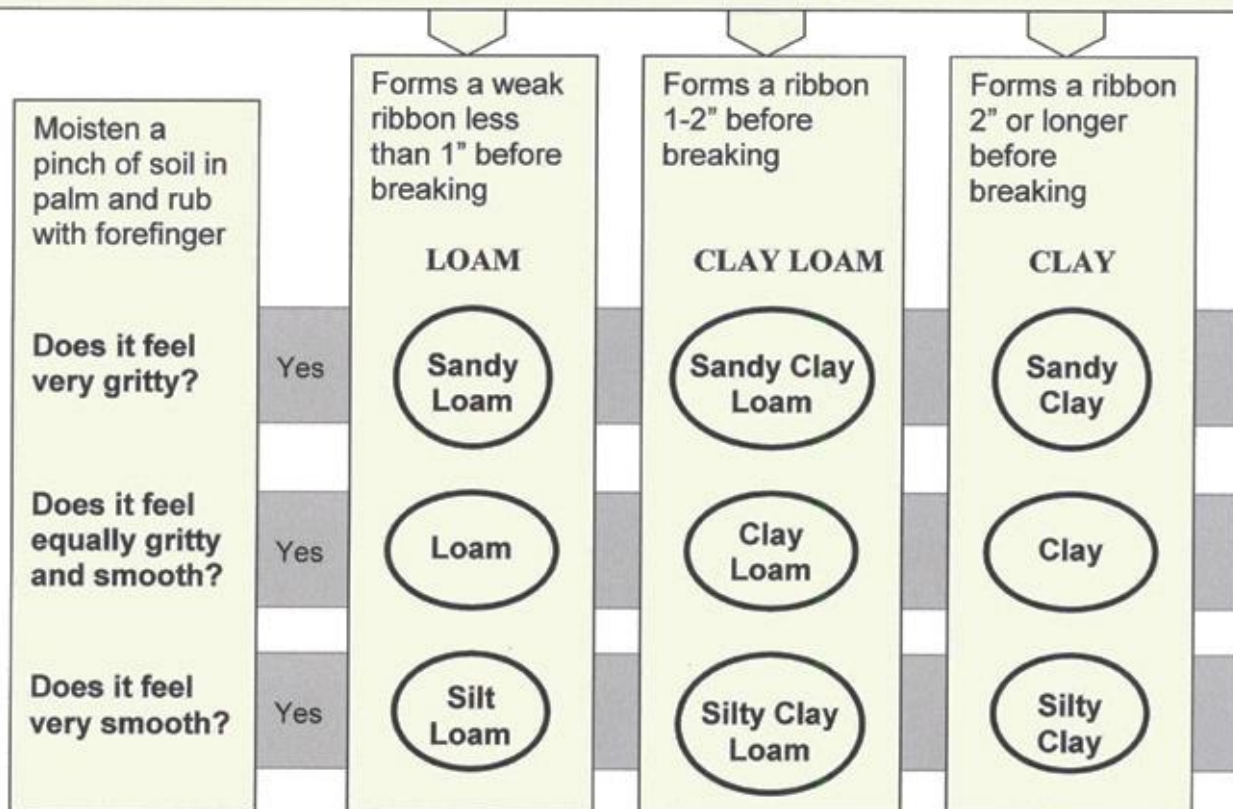 Moisten a
pinch of soil in
palm and rub
with forefinger
Forms a weak
ribbon less
than 1” before
breaking
LOAM
Forms a ribbon
1-2” before
breaking
CLAY LOAM
Forms a ribbon
2” or longer
before
breaking
CLAY
Does it feel
very gritty?
Yes
Sandy
Loam
Sandy Clay
Loam
Sandy
Clay
Does it feel
equally gritty
and smooth?
Yes
Loam
Clay
Loam
Clay
Does it feel
very smooth?
Yes
Silt
Loam
Silty Clay
Loam
Silty
Clay